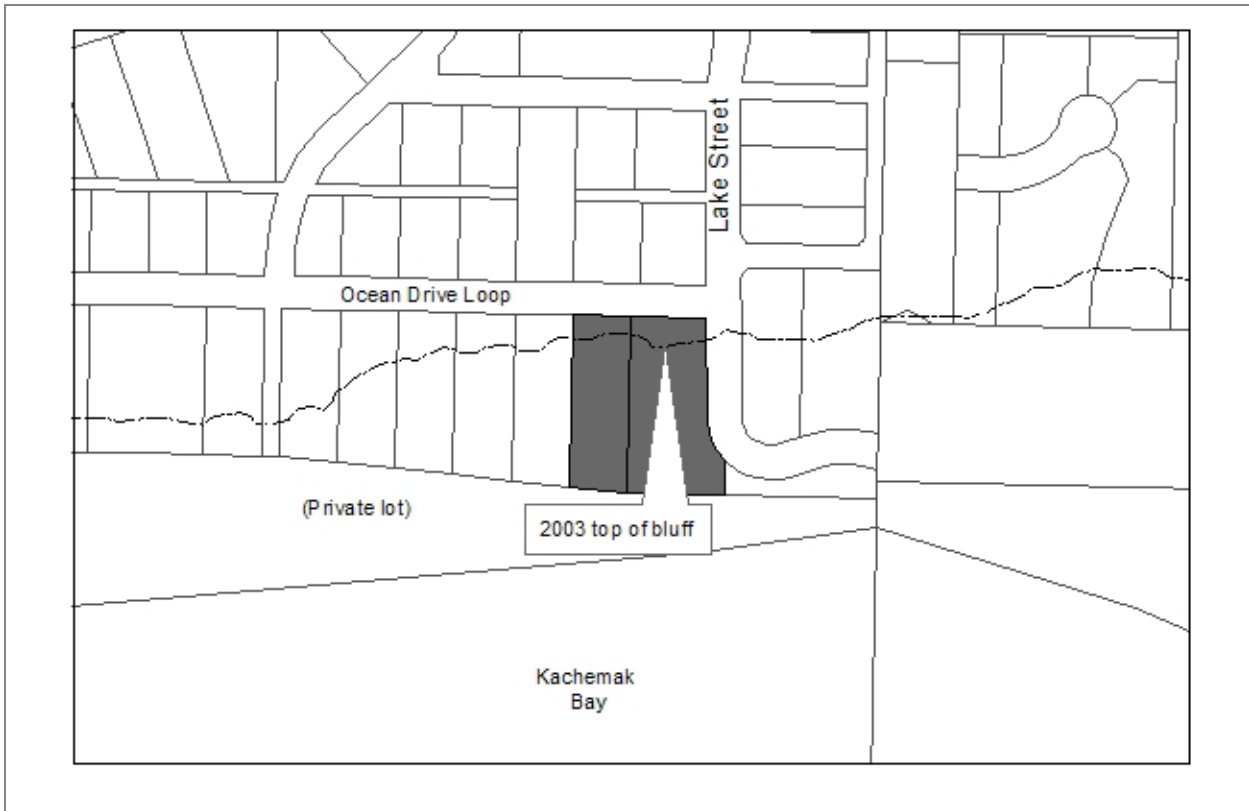 Lake Street
Ocean Drive Loop
(Private lot)
2003 top of bluff
Kachemak
Bay